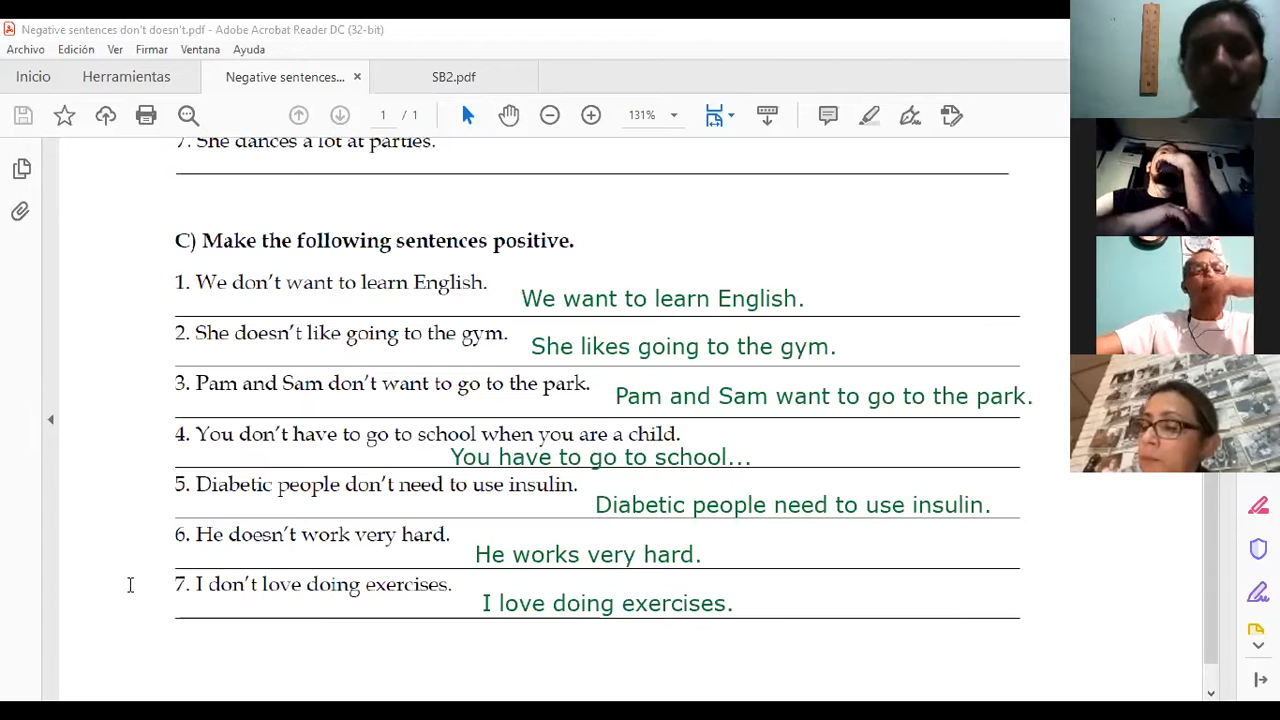 Negative sentences don't doesn't.pdf - Adobe Acrobat Reader DC (32-bit)
Archivo Edición Ver Firmar Ventana Ayuda
Inicio Herramientas Negative sentences... × SB2.pdf
1 / 1 131%
7. She dances a lot at parties.
C) Make the following sentences positive.
1. We don't want to learn English.
We want to learn English.
2. She doesn't like going to the gym.
She likes going to the gym.
3. Pam and Sam don't want to go to the park.
Pam and Sam want to go to the park.
4. You don't have to go to school when you are a child.
You have to go to school...
5. Diabetic people don't need to use insulin.
Diabetic people need to use insulin.
6. He doesn't work very hard.
He works very hard.
7. I don't love doing exercises.
I love doing exercises.